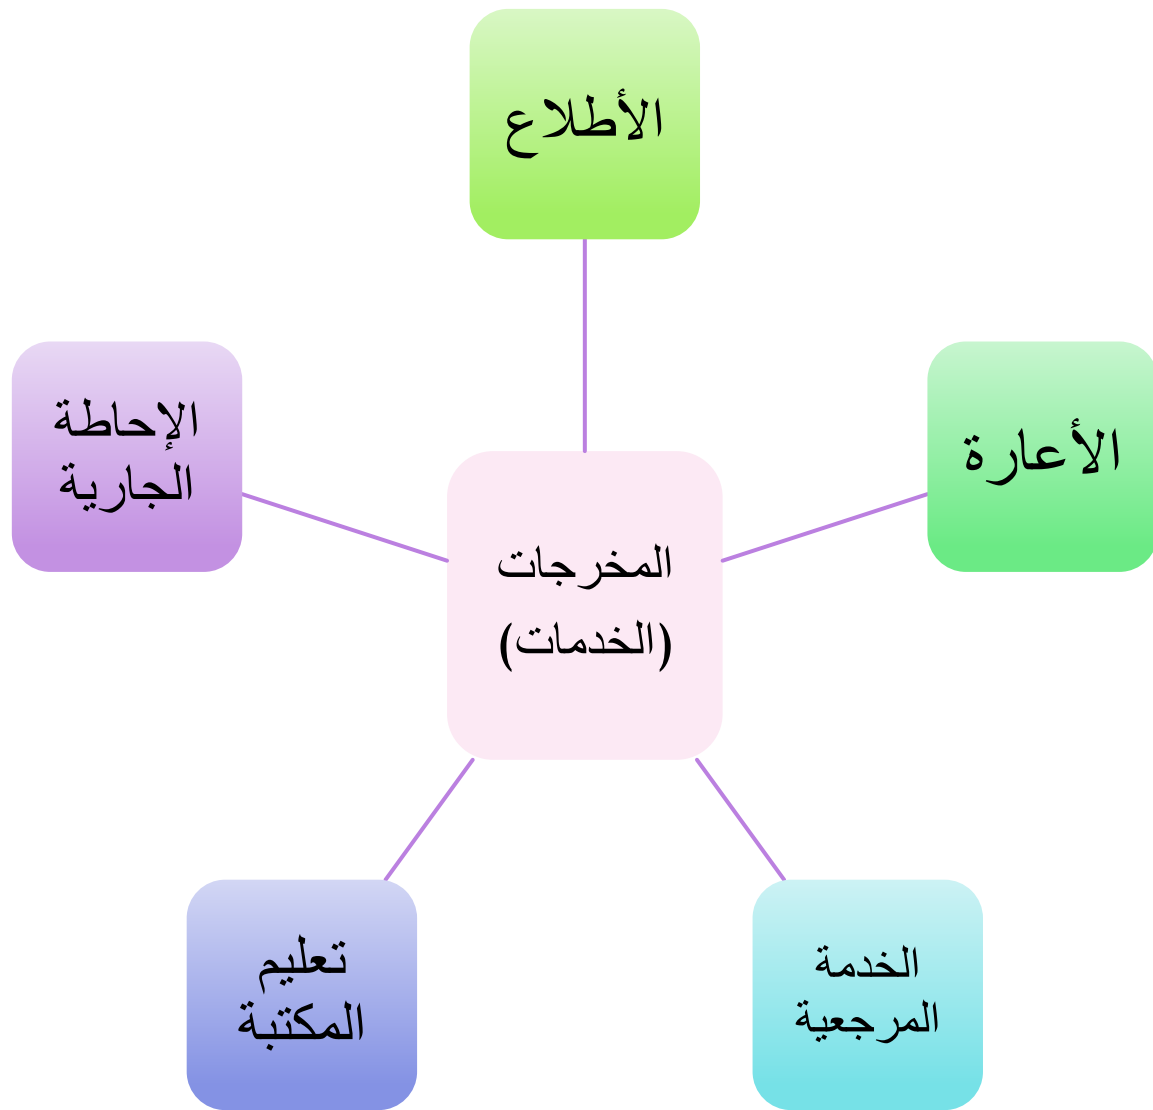 الأطلاع
الأعارة
الإحاطة
الجارية
المخرجات
(الخدمات)
الخدمة
المرجعية
تعليم
المكتبة